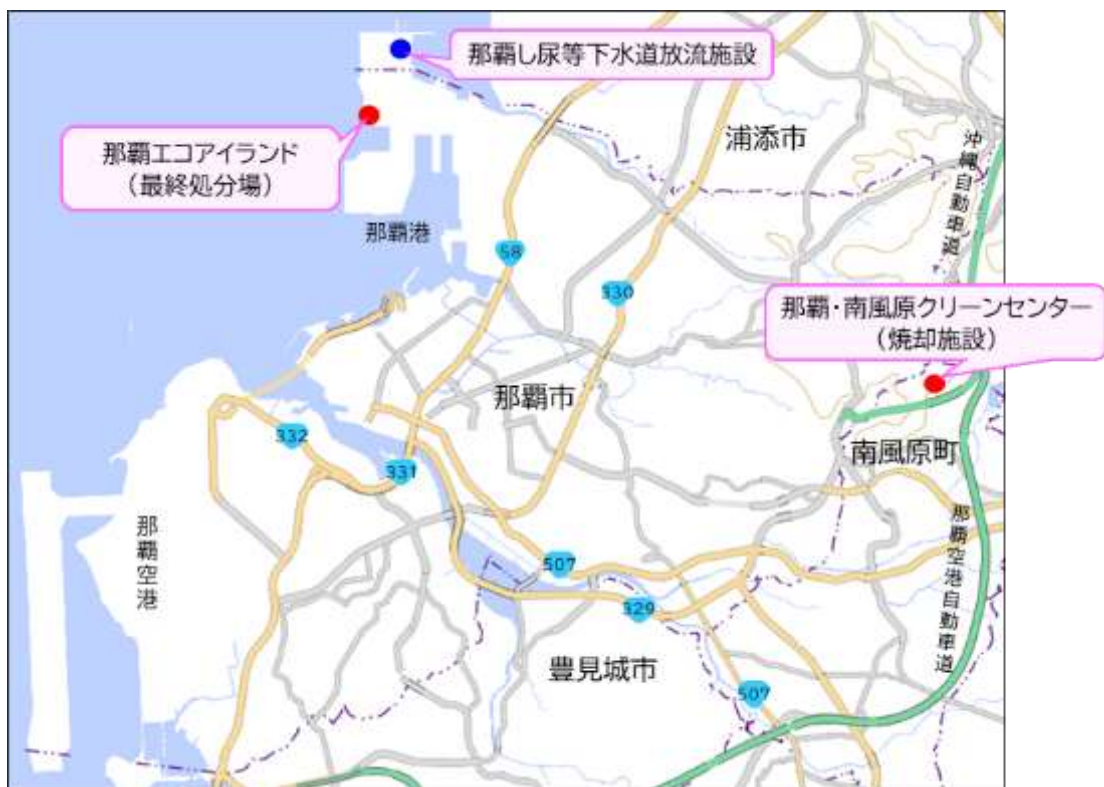 那覇し尿等下水道放流施設
浦添市
那覇エコアイランド
（最終処分場）
沖縄自動車道
那覇港
58
330
那覇・南風原クリーンセンター
（焼却施設）
那覇市
332
331
南風原町
那覇空港
那覇空港自動車道
507
329
豊見城市
507